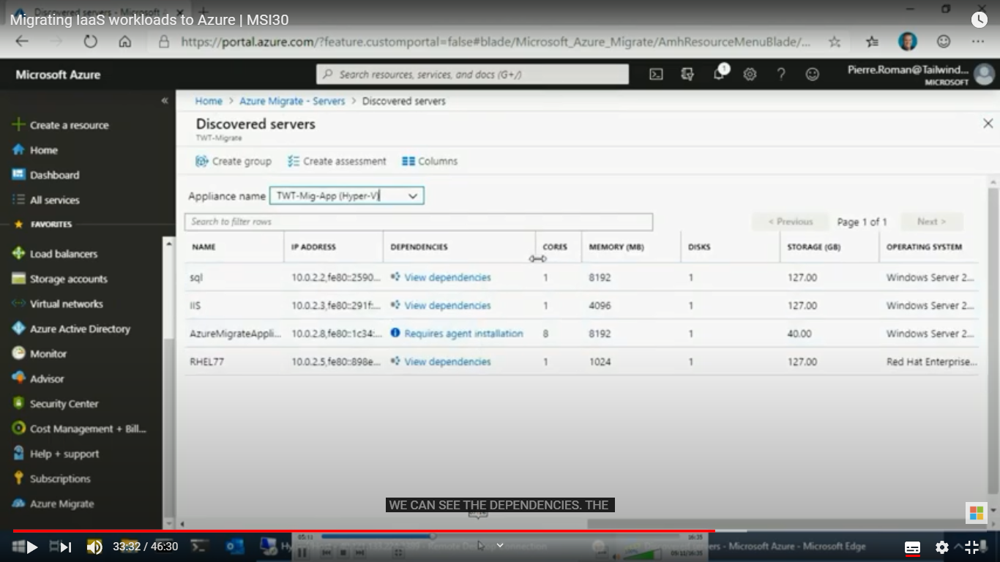 Discovered servers - Microsoft
Migrating IaaS workloads to Azure | MSI30
https://portal.azure.com/?feature.customportal=false#blade/Microsoft_Azure_Migrate/AmhResourceMenuBlade/...
Microsoft Azure
Search resources, services, and docs (G+/)
1
Pierre.Roman@Tailwind...
MICROSOFT
«
Home > Azure Migrate - Servers > Discovered servers
Discovered servers
TWT-Migrate
Create group
Create assessment
Columns
Appliance name
TWT-Mig-App (Hyper-V)
Search to filter rows
< Previous
Page 1 of 1
Next >
NAME IP ADDRESS DEPENDENCIES CORES MEMORY (MB) DISKS STORAGE (GB) OPERATING SYSTEM
sql 10.0.2.2,fe80::2590... View dependencies 1 8192 1 127.00 Windows Server 2...
IIS 10.0.2.3,fe80::291f:... View dependencies 1 4096 1 127.00 Windows Server 2...
AzureMigrateAppli... 10.0.2.8,fe80::1c34:... Requires agent installation 8 8192 1 40.00 Windows Server 2...
RHEL77 10.0.2.5,fe80::898e... View dependencies 1 1024 1 127.00 Red Hat Enterprise...
Create a resource
Home
Dashboard
All services
FAVORITES
Load balancers
Storage accounts
Virtual networks
Azure Active Directory
Monitor
Advisor
Security Center
Cost Management + Bill...
Help + support
Subscriptions
Azure Migrate
WE CAN SEE THE DEPENDENCIES. THE
33:32 / 46:30
05:11
16:35
- Remote Desktop Connection
ers - Microsoft Azure - Microsoft Edge